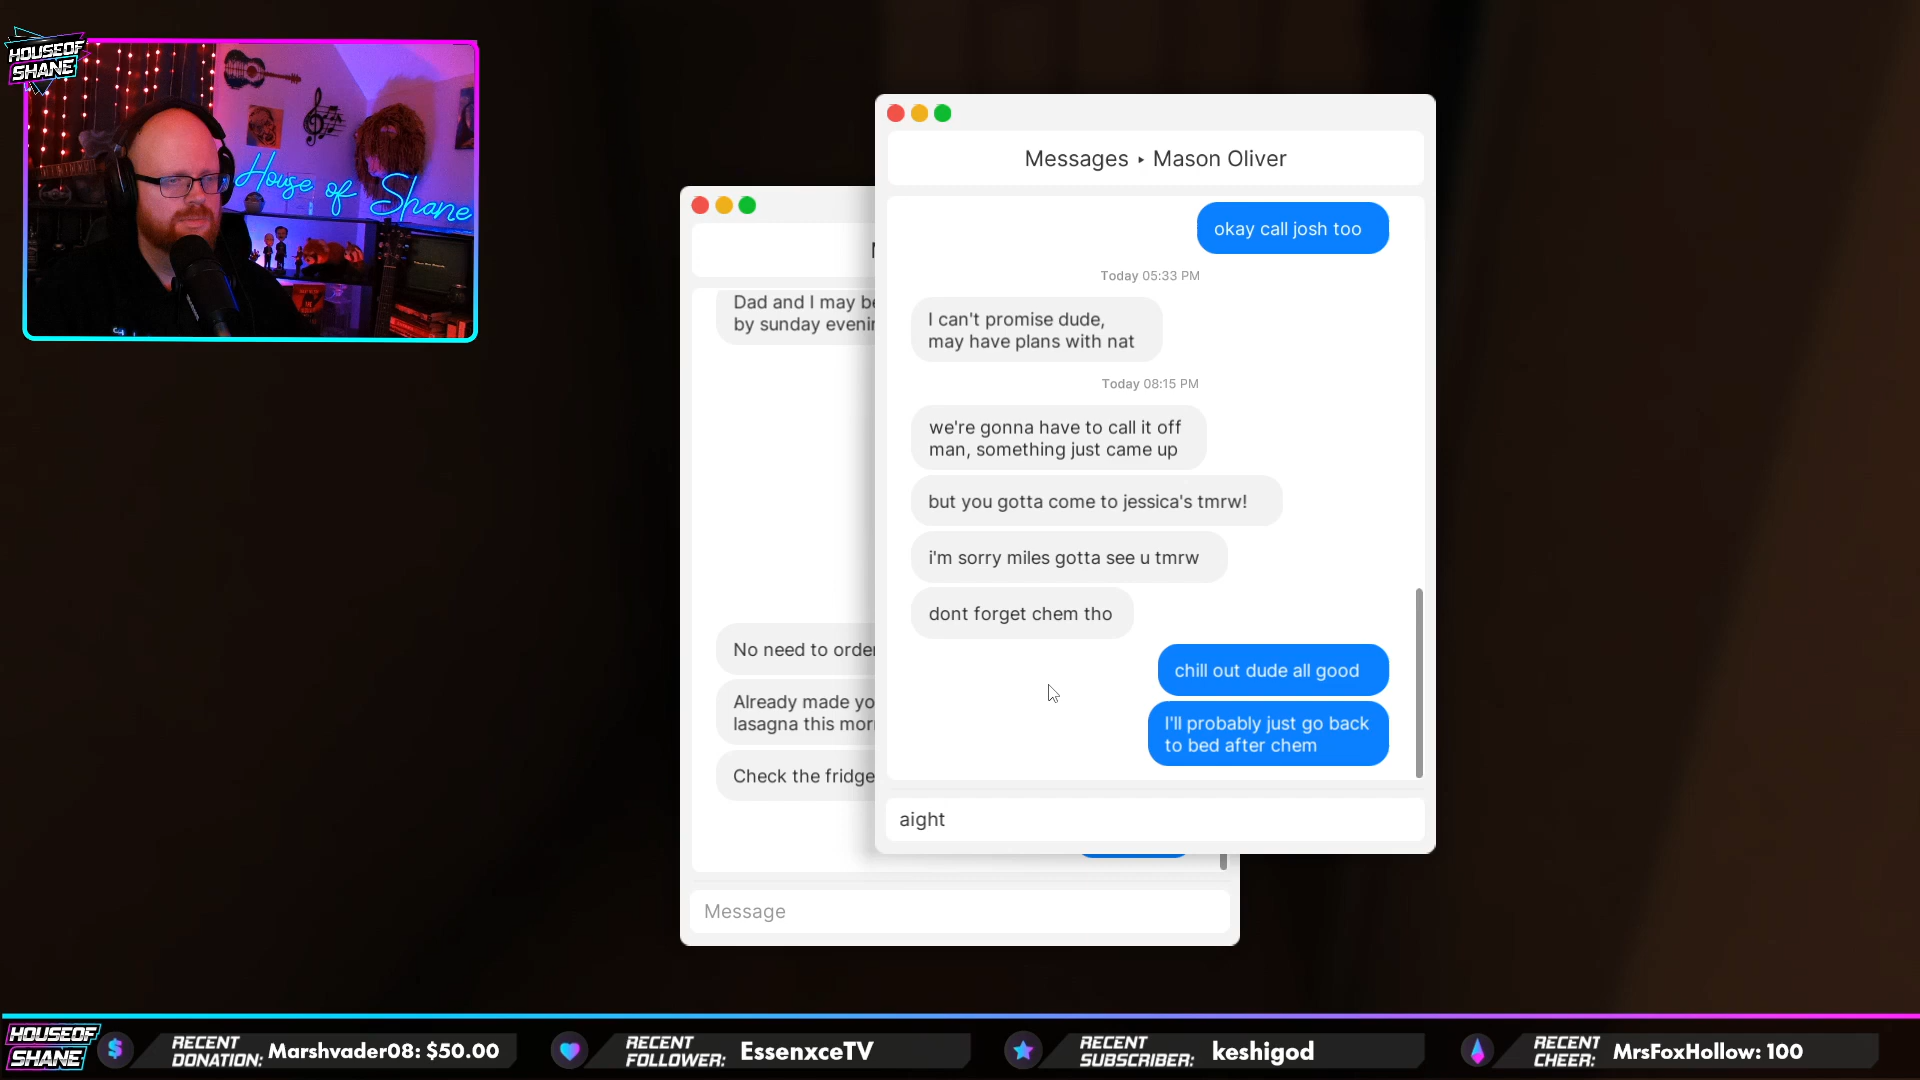 HOUSEOF
SHANE
House of
Shane
Messages ‣ Mason Oliver
okay call josh too
Today 05:33 PM
I can't promise dude,
may have plans with nat
Today 08:15 PM
we're gonna have to call it off
man, something just came up
but you gotta come to jessica's tmrw!
i'm sorry miles gotta see u tmrw
dont forget chem tho
chill out dude all good
I'll probably just go back
to bed after chem
aight
Dad and I may
by sunday
No need to
Already made
lasagna this
Check the fridge
Message
HOUSEOF
SHANE
RECENT
DONATION: Marshvader08: $50.00
RECENT
FOLLOWER: EssenxceTV
RECENT
SUBSCRIBER: keshigod
RECENT
CHEER: MrsFoxHollow: 100